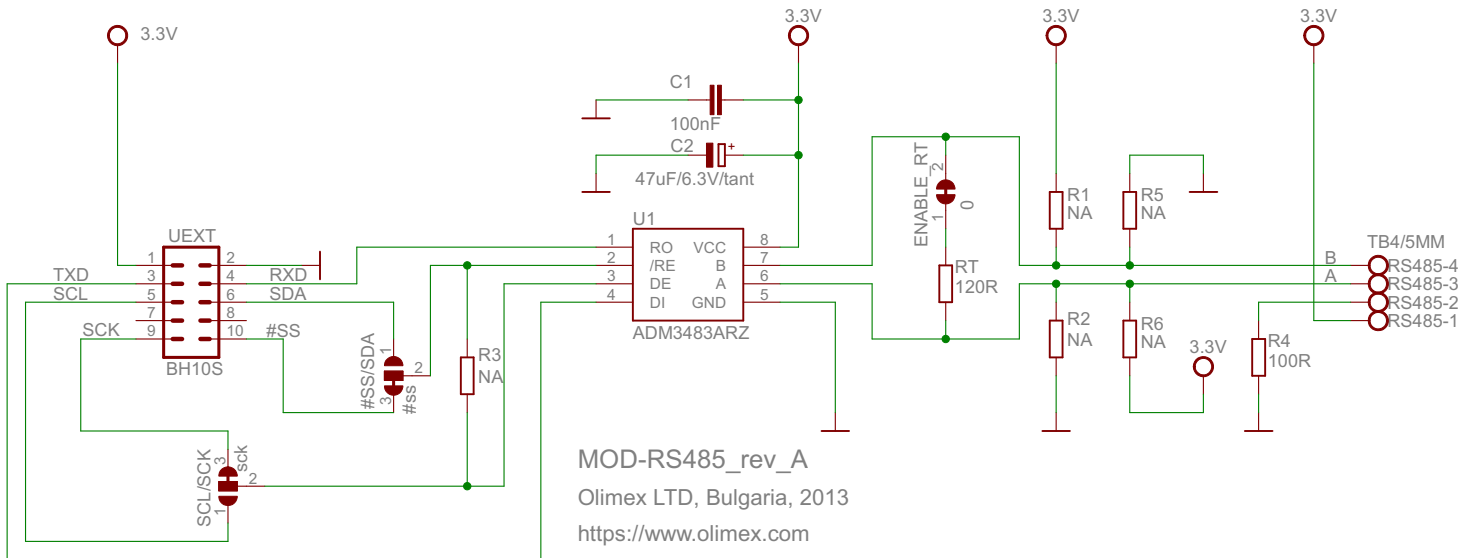 3.3V
3.3V
3.3V
3.3V
C1
100nF
C2
+
47uF/6.3V/tant
UEXT
1
2
3
4
5
6
7
8
9
10
TXD
RXD
SCL
SDA
SCK
#SS
BH10S
U1
1
RO
VCC
8
2
/RE
B
7
3
DE
A
6
4
DI
GND
5
ADM3483ARZ
ENABLE_RT
2
1
0
RT
120R
R1
NA
R5
NA
R2
NA
R6
NA
3.3V
R4
100R
TB4/5MM
B
RS485-4
A
RS485-3
RS485-2
RS485-1
#SS/SDA
1
2
3
#ss
R3
NA
SCL/SCK
3
sck
2
1
MOD-RS485_rev_A
Olimex LTD, Bulgaria, 2013
https://www.olimex.com